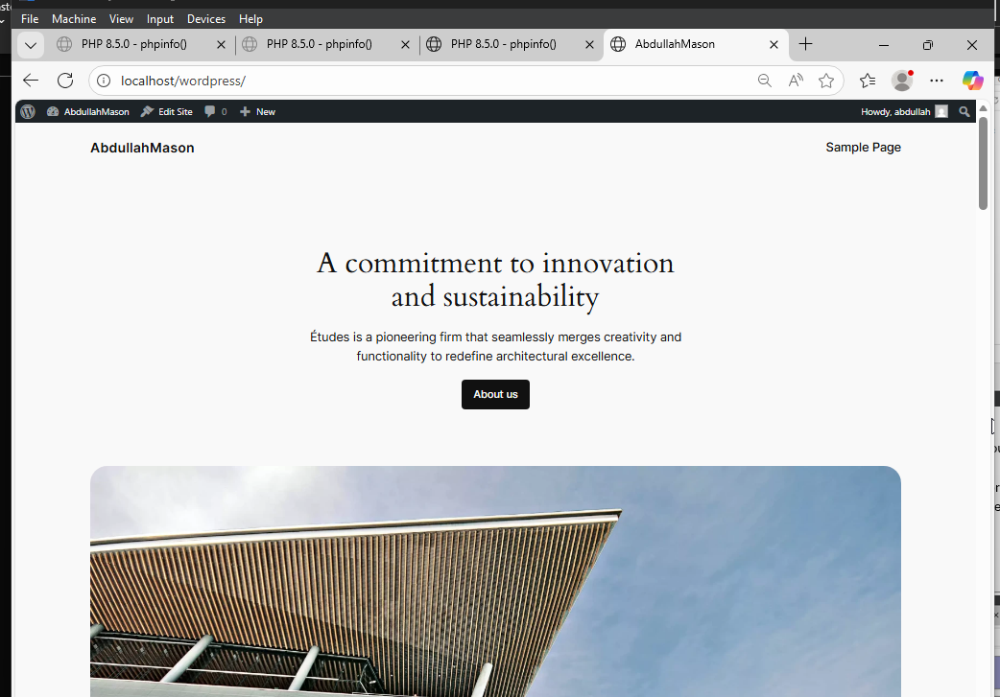 File Machine View Input Devices Help
PHP 8.5.0 - phpinfo() PHP 8.5.0 - phpinfo() PHP 8.5.0 - phpinfo() AbdullahMason
localhost/wordpress/
AbdullahMason Edit Site 0 New Howdy, abdullah
AbdullahMason Sample Page
A commitment to innovation
and sustainability
Études is a pioneering firm that seamlessly merges creativity and
functionality to redefine architectural excellence.
About us